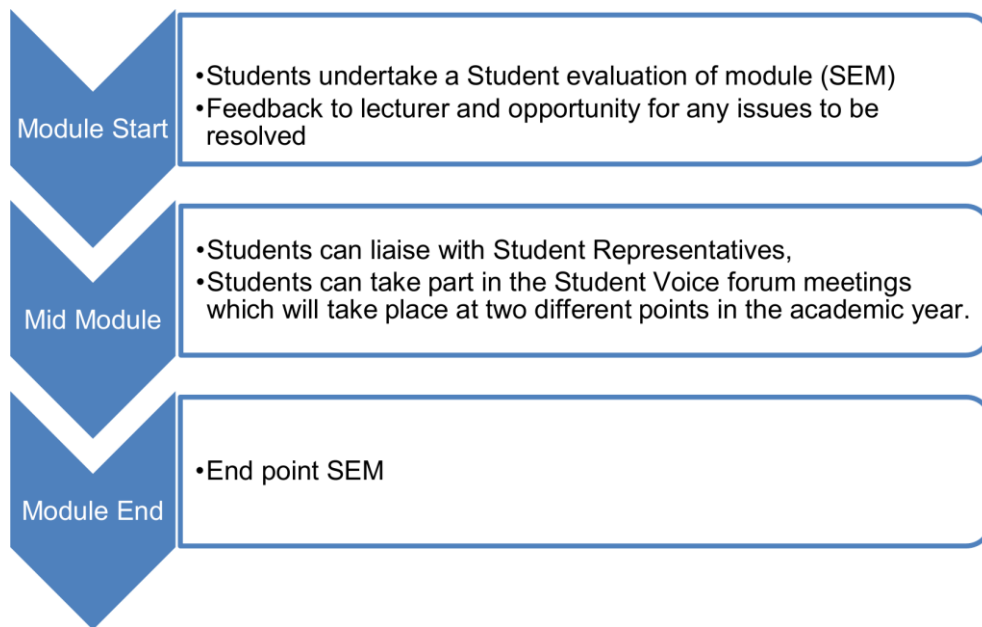 Module Start
•Students undertake a Student evaluation of module (SEM)
•Feedback to lecturer and opportunity for any issues to be
resolved
Mid Module
•Students can liaise with Student Representatives,
•Students can take part in the Student Voice forum meetings
which will take place at two different points in the academic year.
Module End
•End point SEM